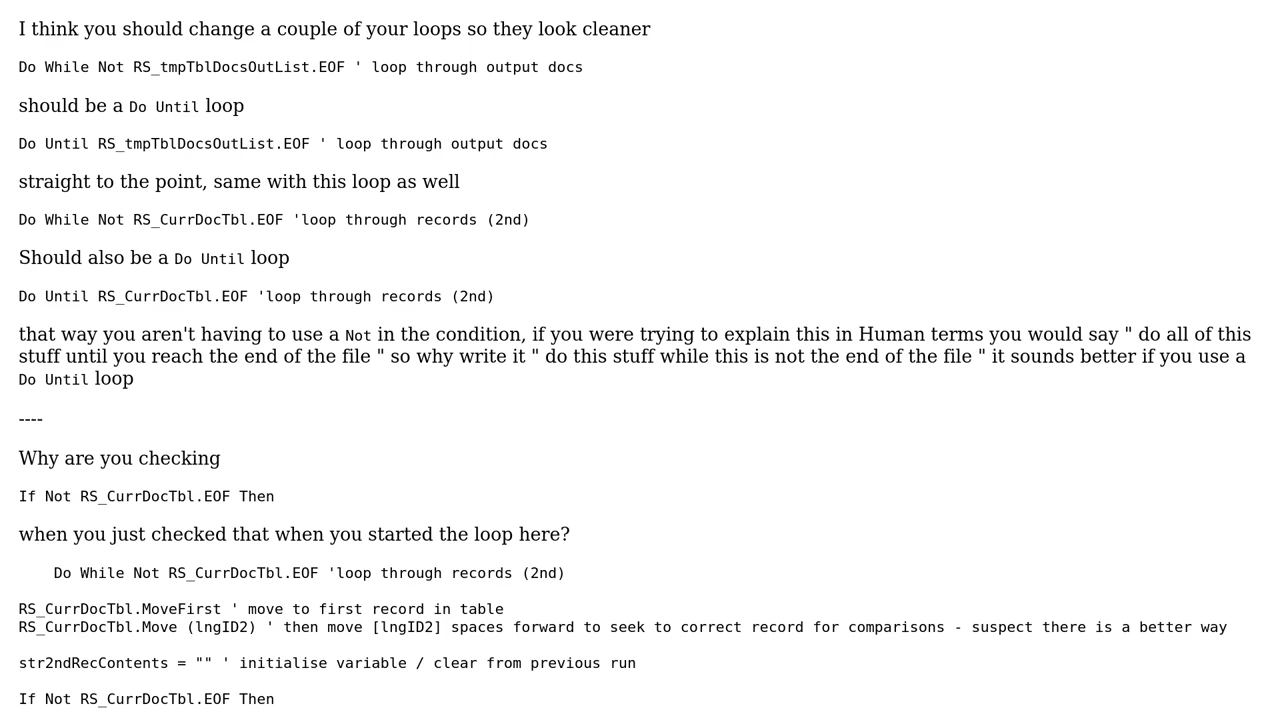 I think you should change a couple of your loops so they look cleaner
Do While Not RS_tmpTblDocsOutList.EOF ' loop through output docs
should be a Do Until loop
Do Until RS_tmpTblDocsOutList.EOF ' loop through output docs
straight to the point, same with this loop as well
Do While Not RS_CurrDocTbl.EOF 'loop through records (2nd)
Should also be a Do Until loop
Do Until RS_CurrDocTbl.EOF 'loop through records (2nd)
that way you aren't having to use a Not in the condition, if you were trying to explain this in Human terms you would say " do all of this
stuff until you reach the end of the file " so why write it " do this stuff while this is not the end of the file " it sounds better if you use a
Do Until loop
----
Why are you checking
If Not RS_CurrDocTbl.EOF Then
when you just checked that when you started the loop here?
    Do While Not RS_CurrDocTbl.EOF 'loop through records (2nd)
RS_CurrDocTbl.MoveFirst ' move to first record in table
RS_CurrDocTbl.Move (lngID2) ' then move [lngID2] spaces forward to seek to correct record for comparisons - suspect there is a better way
str2ndRecContents = "" ' initialise variable / clear from previous run
If Not RS_CurrDocTbl.EOF Then